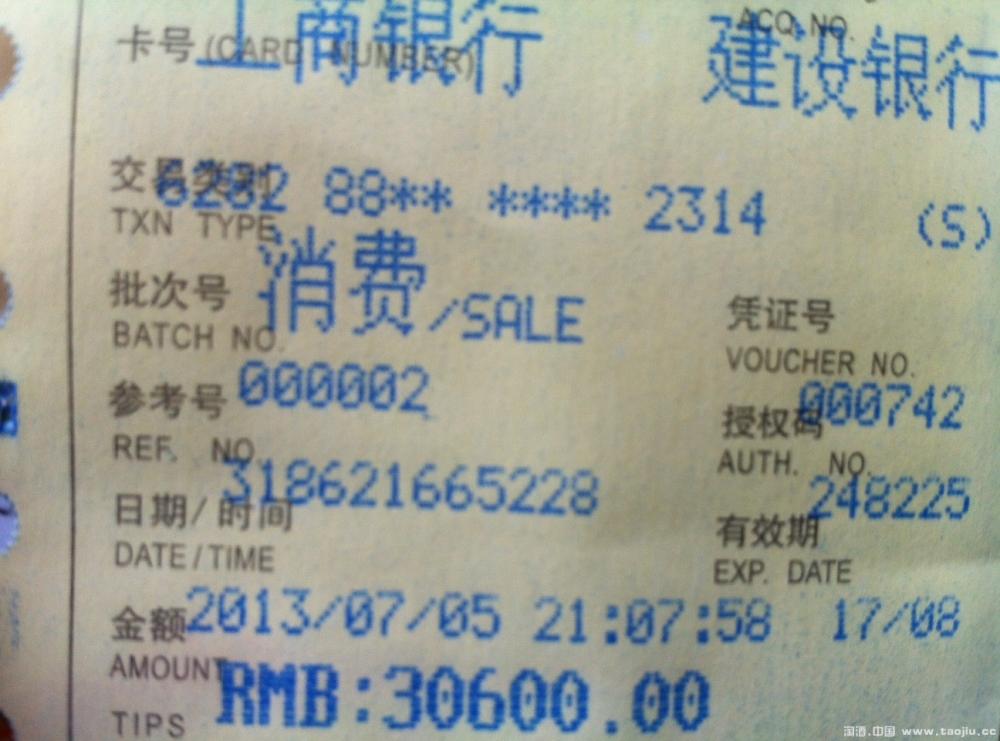 ACQ NO.
工商银行 建设银行
卡号 (CARD NUMBER)
交易类别
6282 88** **** 2314 (S)
TXN TYPE
消费/SALE
批次号 凭证号
BATCH NO. VOUCHER NO.
000002 000742
参考号 授权码
REF. NO. AUTH. NO.
318621665228 248225
日期/时间 有效期
DATE/TIME EXP. DATE
2013/07/05 21:07:58 17/08
金额
AMOUNT
RMB:30600.00
TIPS
淘酒.中国 www.taojiu.cc